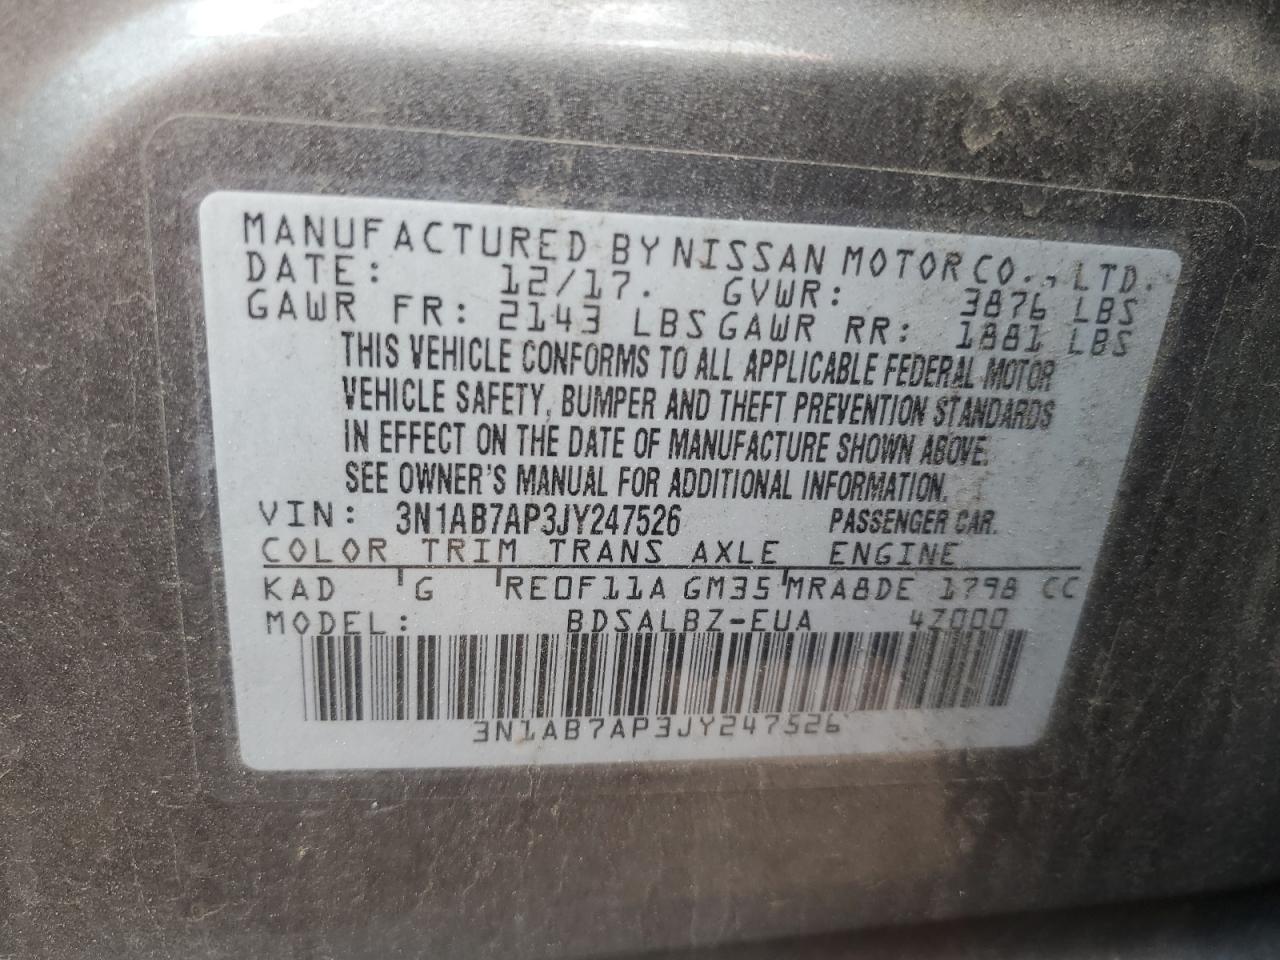 MANUFACTURED BY NISSAN MOTOR CO., LTD.
DATE: 12/17. GVWR: 3876 LBS
GAWR FR: 2143 LBS GAWR RR: 1881 LBS
THIS VEHICLE CONFORMS TO ALL APPLICABLE FEDERAL MOTOR
VEHICLE SAFETY, BUMPER AND THEFT PREVENTION STANDARDS
IN EFFECT ON THE DATE OF MANUFACTURE SHOWN ABOVE.
SEE OWNER'S MANUAL FOR ADDITIONAL INFORMATION.
VIN: 3N1AB7AP3JY247526 PASSENGER CAR.
COLOR TRIM TRANS AXLE ENGINE
KAD G RE0F11A GM35 MRA8DE 1798 CC
MODEL: BDSALBZ-EUA 47000
3N1AB7AP3JY247526